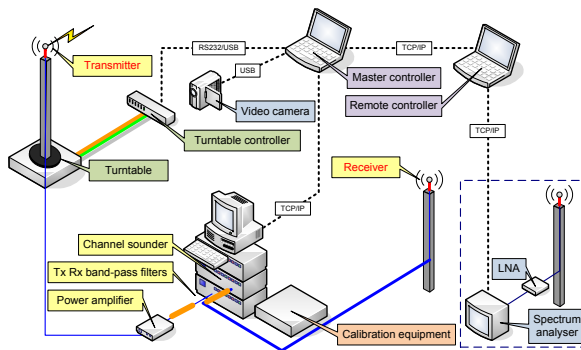 RS232/USB
TCP/IP
Transmitter
USB
Master controller
Remote controller
Video camera
Turntable controller
TCP/IP
Turntable
Receiver
TCP/IP
Channel sounder
LNA
Tx Rx band-pass filters
Power amplifier
Spectrum
analyser
Calibration equipment